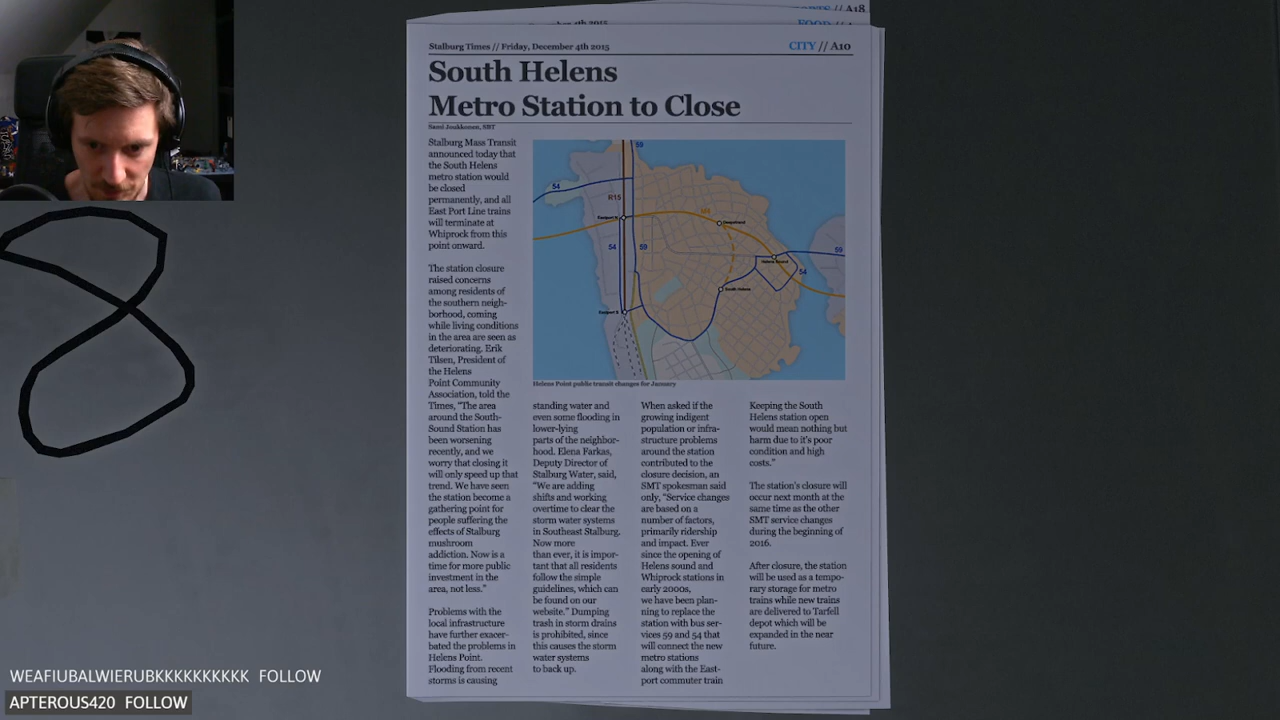 A18
FOOD // A
December 4th 2015
Stalburg Times // Friday, December 4th 2015
CITY // A10
South Helens
Metro Station to Close
Sami Joukkonen, SBT
Stalburg Mass Transit
announced today that
the South Helens
metro station would
be closed
permanently, and all
East Port Line trains
will terminate at
Whiprock from this
point onward.
The station closure
raised concerns
among residents of
the southern neigh-
borhood, coming
while living conditions
in the area are seen as
deteriorating. Erik
Tilsen, President of
the Helens
Point Community
Association, told the
Times, "The area
around the South-
Sound Station has
been worsening
recently, and we
worry that closing it
will only speed up that
trend. We have seen
the station become a
gathering point for
people suffering the
effects of Stalburg
mushroom
addiction. Now is a
time for more public
investment in the
area, not less."
Problems with the
local infrastructure
have further exacer-
bated the problems in
Helens Point.
Flooding from recent
storms is causing
59
54
R15
Eastport N
M8
54
59
59
54
South Helens
Eastport S
Helens Point public transit changes for January
standing water and
even some flooding in
lower-lying
parts of the neighbor-
hood. Elena Farkas,
Deputy Director of
Stalburg Water, said,
"We are adding
shifts and working
overtime to clear the
storm water systems
in Southeast Stalburg.
Now more
than ever, it is impor-
tant that all residents
follow the simple
guidelines, which can
be found on our
website." Dumping
trash in storm drains
is prohibited, since
this causes the storm
water systems
to back up.
When asked if the
growing indigent
population or infra-
structure problems
around the station
contributed to the
closure decision, an
SMT spokesman said
only, "Service changes
are based on a
number of factors,
primarily ridership
and impact. Ever
since the opening of
Helens sound and
Whiprock stations in
early 2000s,
we have been plan-
ning to replace the
station with bus ser-
vices 59 and 54 that
will connect the new
metro stations
along with the East-
port commuter train
Keeping the South
Helens station open
would mean nothing but
harm due to it's poor
condition and high
costs."
The station's closure will
occur next month at the
same time as the other
SMT service changes
during the beginning of
2016.
After closure, the station
will be used as a tempo-
rary storage for metro
trains while new trains
are delivered to Tarfell
depot which will be
expanded in the near
future.
WEAFIUBALWIERUBKKKKKKKKKK FOLLOW
APTEROUS420 FOLLOW